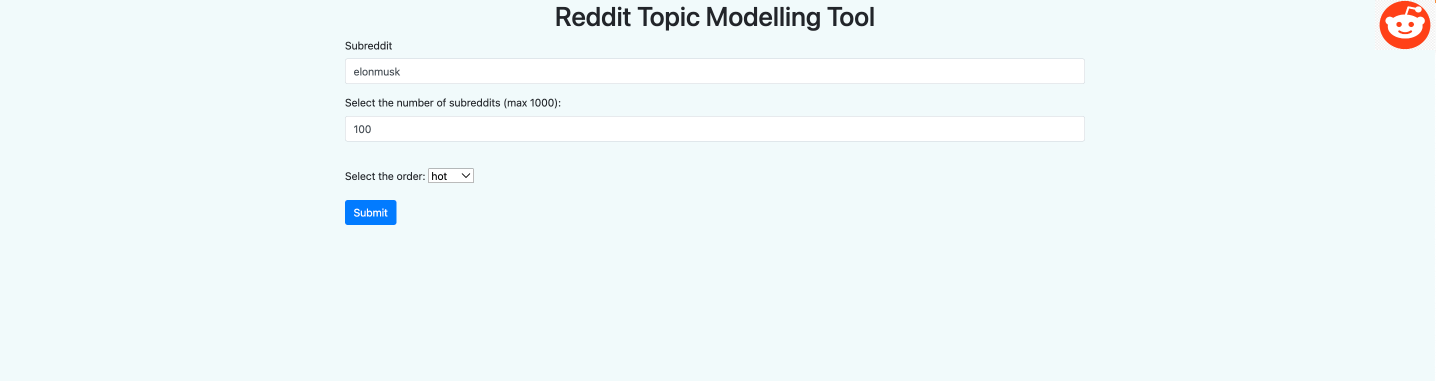 Reddit Topic Modelling Tool
Subreddit
elonmusk
Select the number of subreddits (max 1000):
100
Select the order: hot
Submit